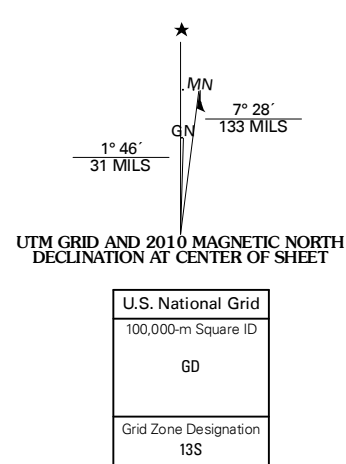 MN
7° 28´
133 MILS
GN
1° 46´
31 MILS
UTM GRID AND 2010 MAGNETIC NORTH
DECLINATION AT CENTER OF SHEET
U.S. National Grid
100,000-m Square ID
GD
Grid Zone Designation
13S